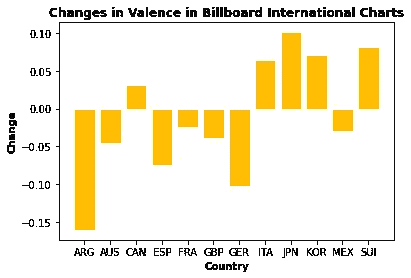 Changes in Valence in Billboard International Charts
0.10
0.05
0.00
−0.05
−0.10
−0.15
Change
ARG AUS CAN ESP FRA GBP GER ITA JPN KOR MEX SUI
Country